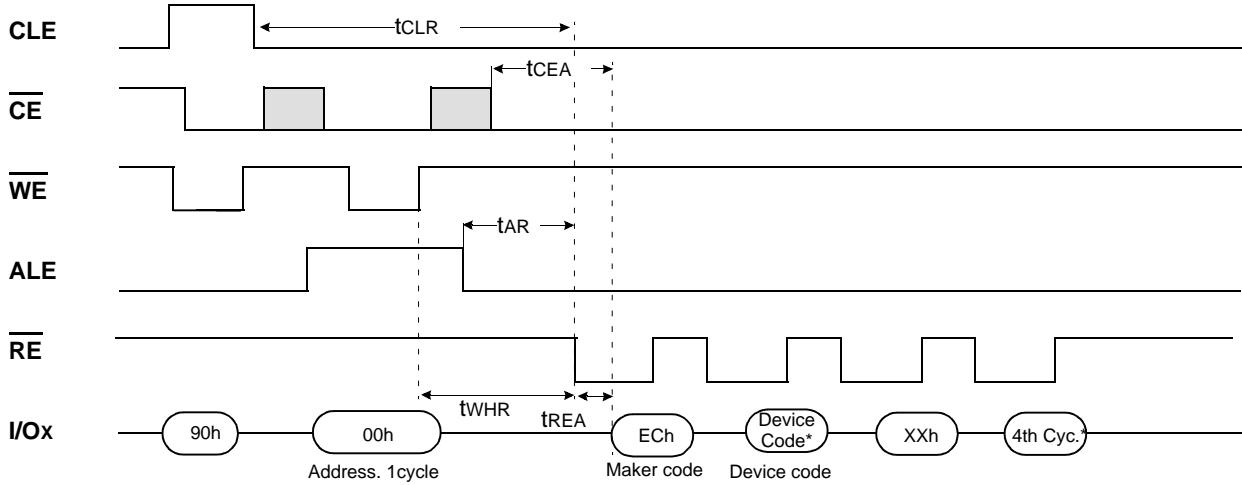 CLE
tCLR
tCEA
CE
WE
tAR
ALE
RE
tWHR
tREA
I/Ox
90h
00h
ECh
Device
Code*
XXh
4th Cyc.*
Address. 1cycle
Maker code
Device code